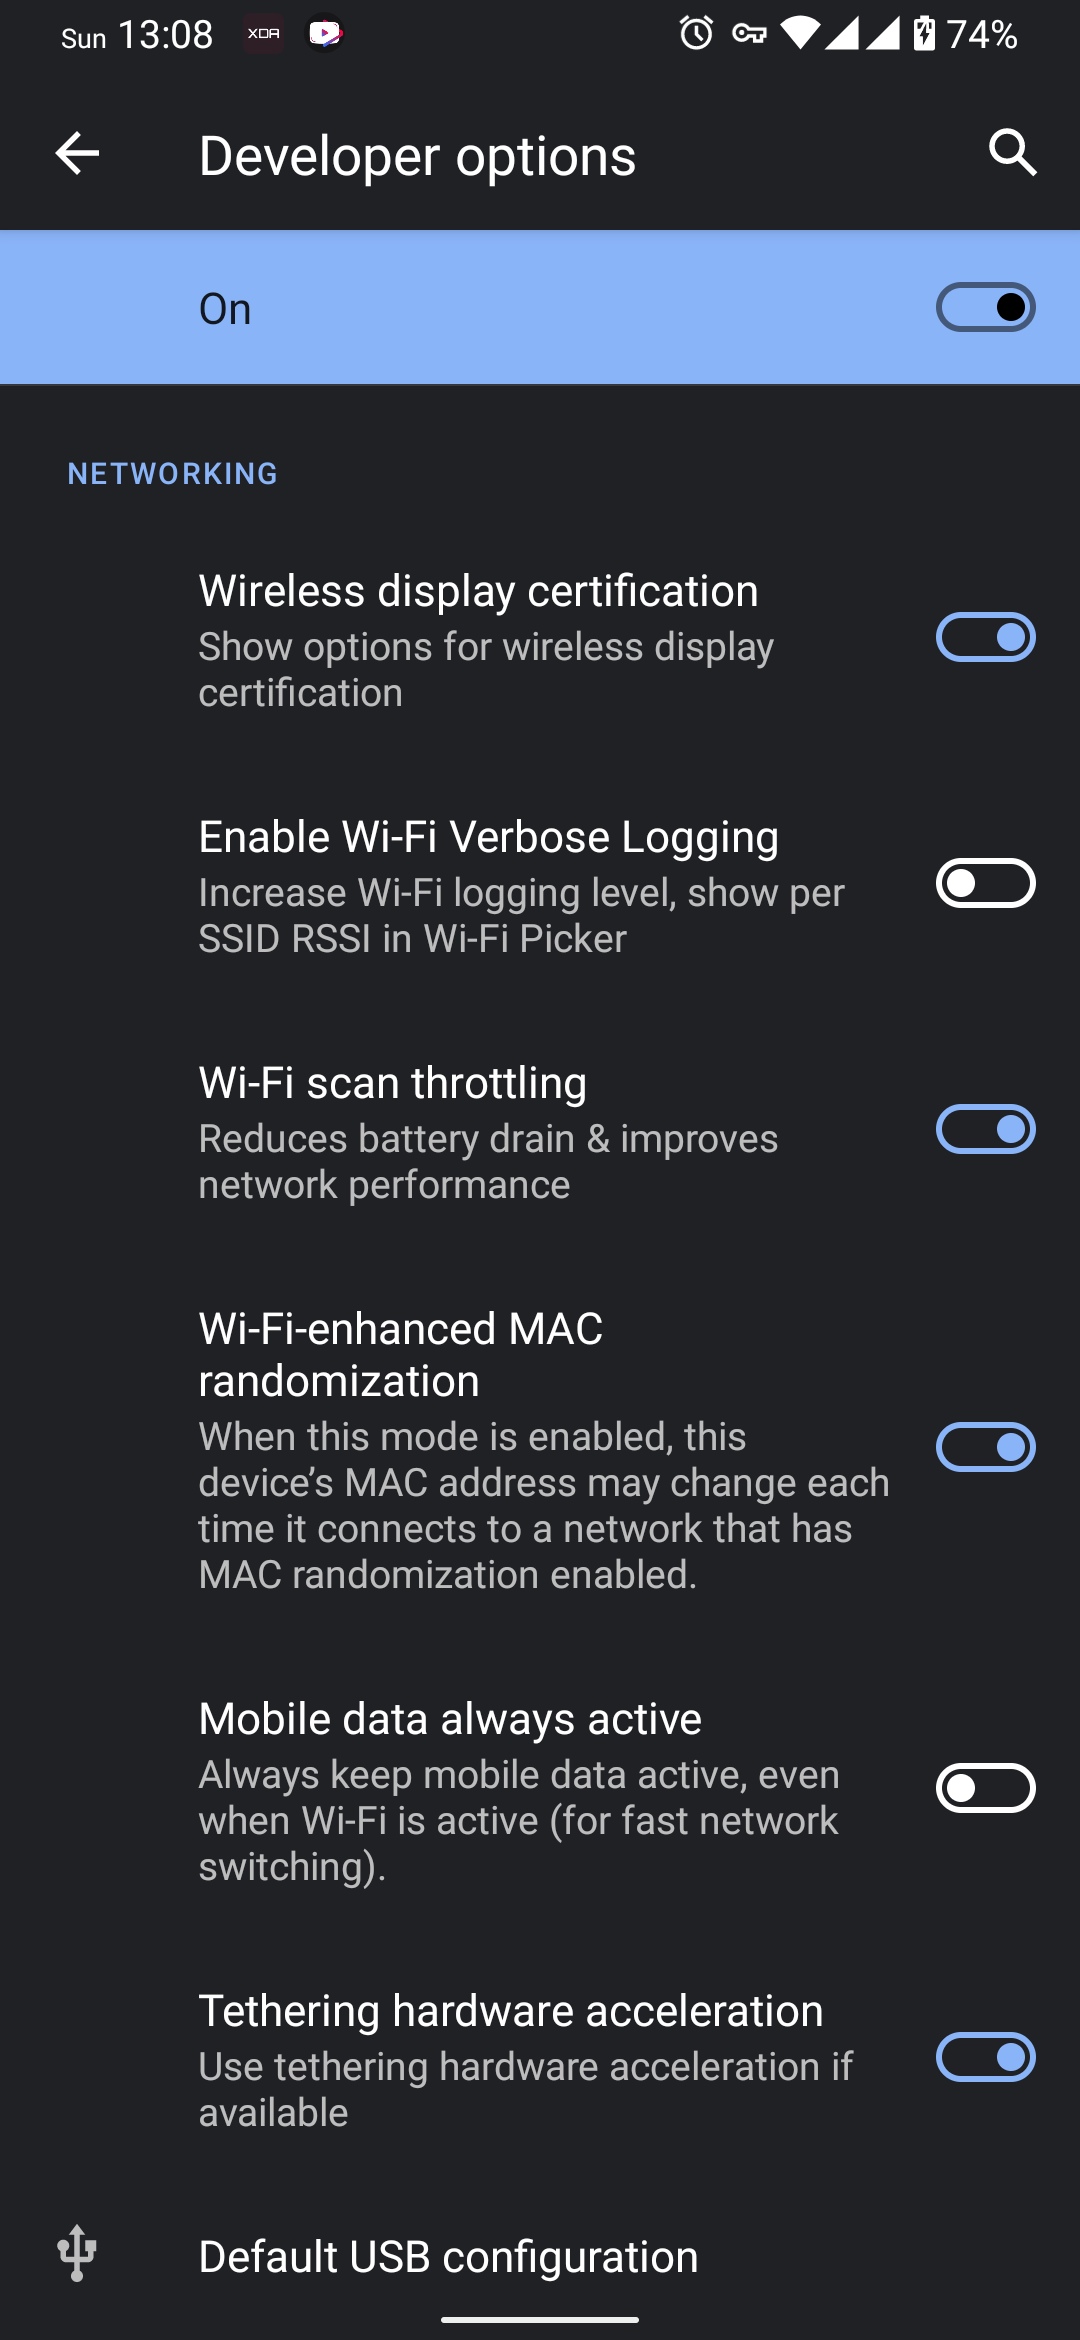 Sun 13:08 XDA 74%
Developer options
On
NETWORKING
Wireless display certification
Show options for wireless display
certification
Enable Wi-Fi Verbose Logging
Increase Wi-Fi logging level, show per
SSID RSSI in Wi-Fi Picker
Wi-Fi scan throttling
Reduces battery drain & improves
network performance
Wi-Fi-enhanced MAC
randomization
When this mode is enabled, this
device’s MAC address may change each
time it connects to a network that has
MAC randomization enabled.
Mobile data always active
Always keep mobile data active, even
when Wi-Fi is active (for fast network
switching).
Tethering hardware acceleration
Use tethering hardware acceleration if
available
Default USB configuration